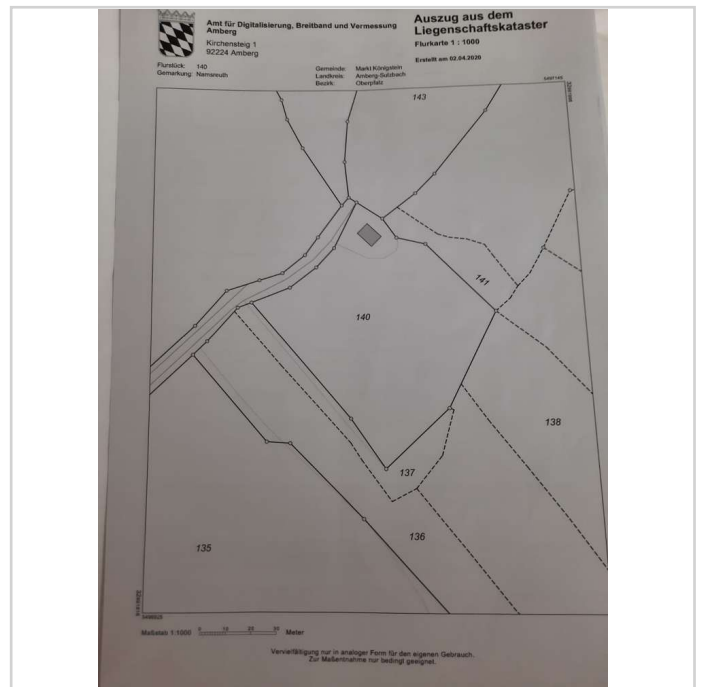 Amt für Digitalisierung, Breitband und Vermessung
Amberg
Kirchensteig 1
92224 Amberg
Auszug aus dem
Liegenschaftskataster
Flurkarte 1 : 1000
Erstellt am 02.04.2020
Flurstück: 140
Gemarkung: Namsreuth
Gemeinde: Markt Königstein
Landkreis: Amberg-Sulzbach
Bezirk: Oberpfalz
143
141
140
138
137
136
135
Maßstab 1:1000
Meter
Vervielfältigung nur in analoger Form für den eigenen Gebrauch.
Zur Maßentnahme nur bedingt geeignet.